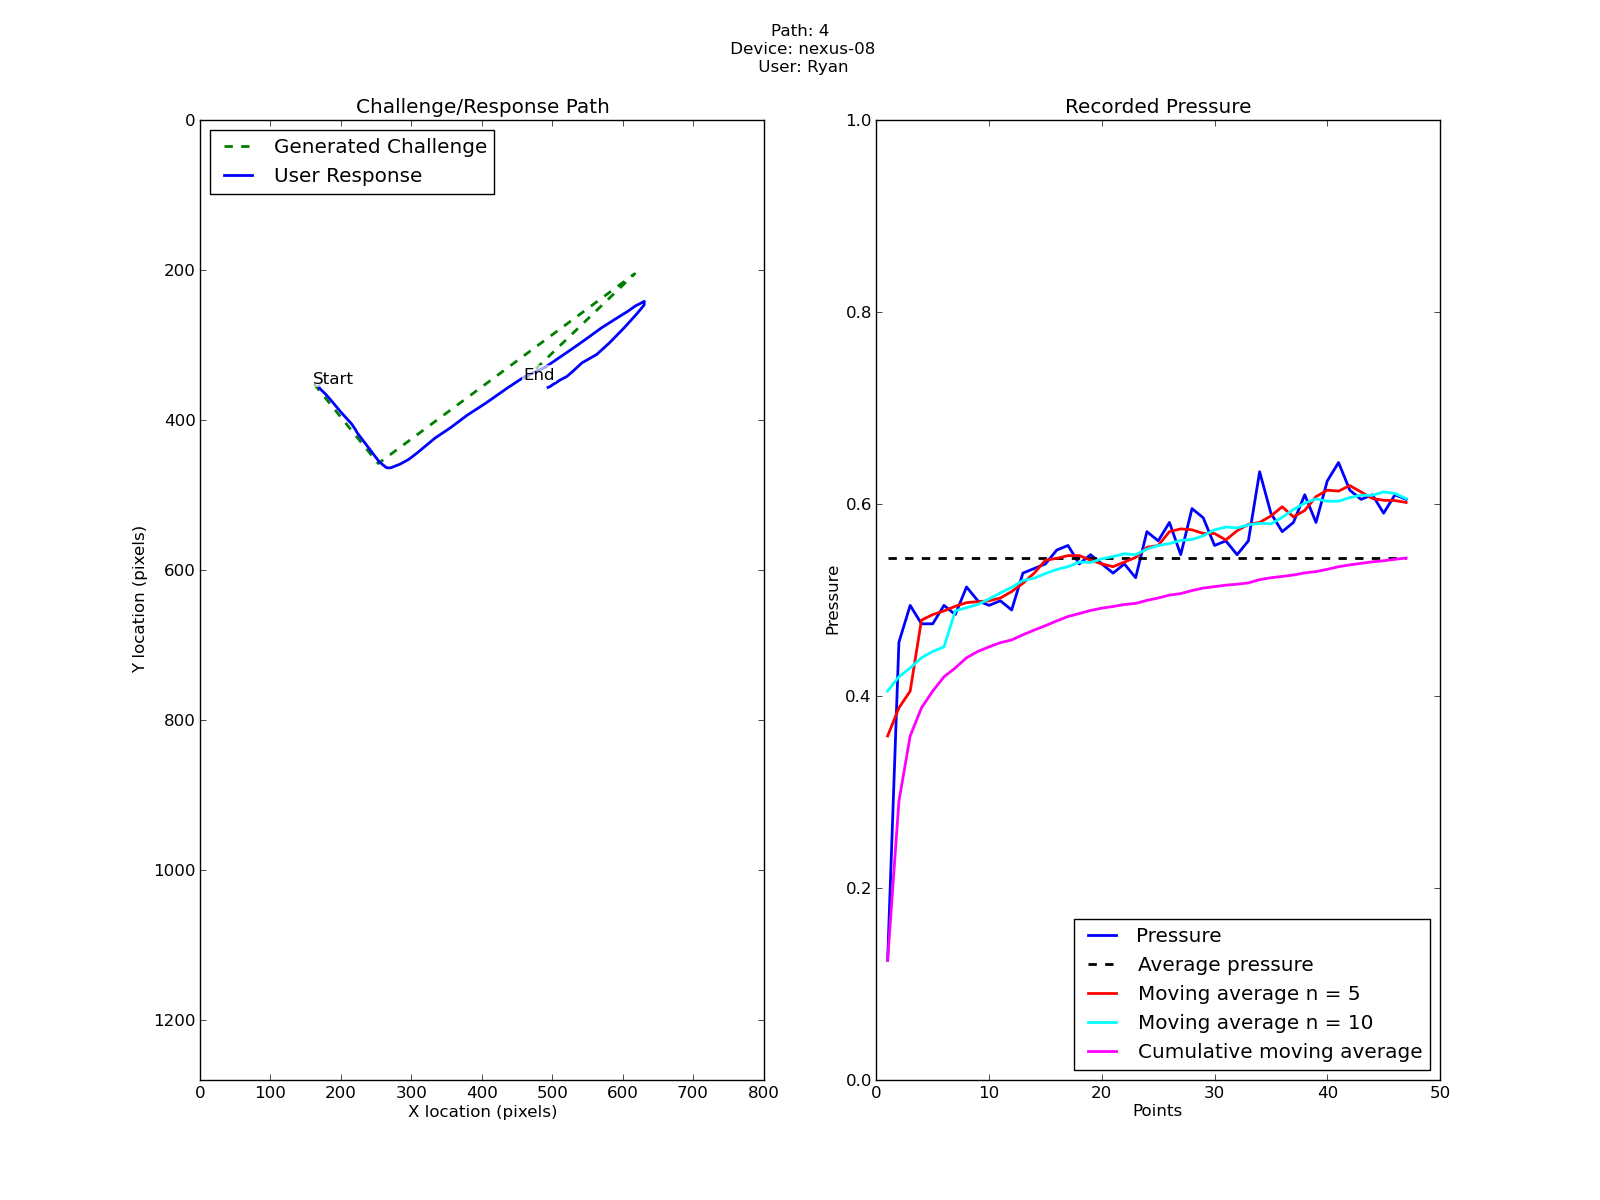 Path: 4
Device: nexus-08
User: Ryan
Challenge/Response Path
Generated Challenge
User Response
Start
End
0
200
400
600
800
1000
1200
Y location (pixels)
0 100 200 300 400 500 600 700 800
X location (pixels)
Recorded Pressure
1.0
0.8
0.6
0.4
0.2
0.0
Pressure
Pressure
Average pressure
Moving average n = 5
Moving average n = 10
Cumulative moving average
0 10 20 30 40 50
Points